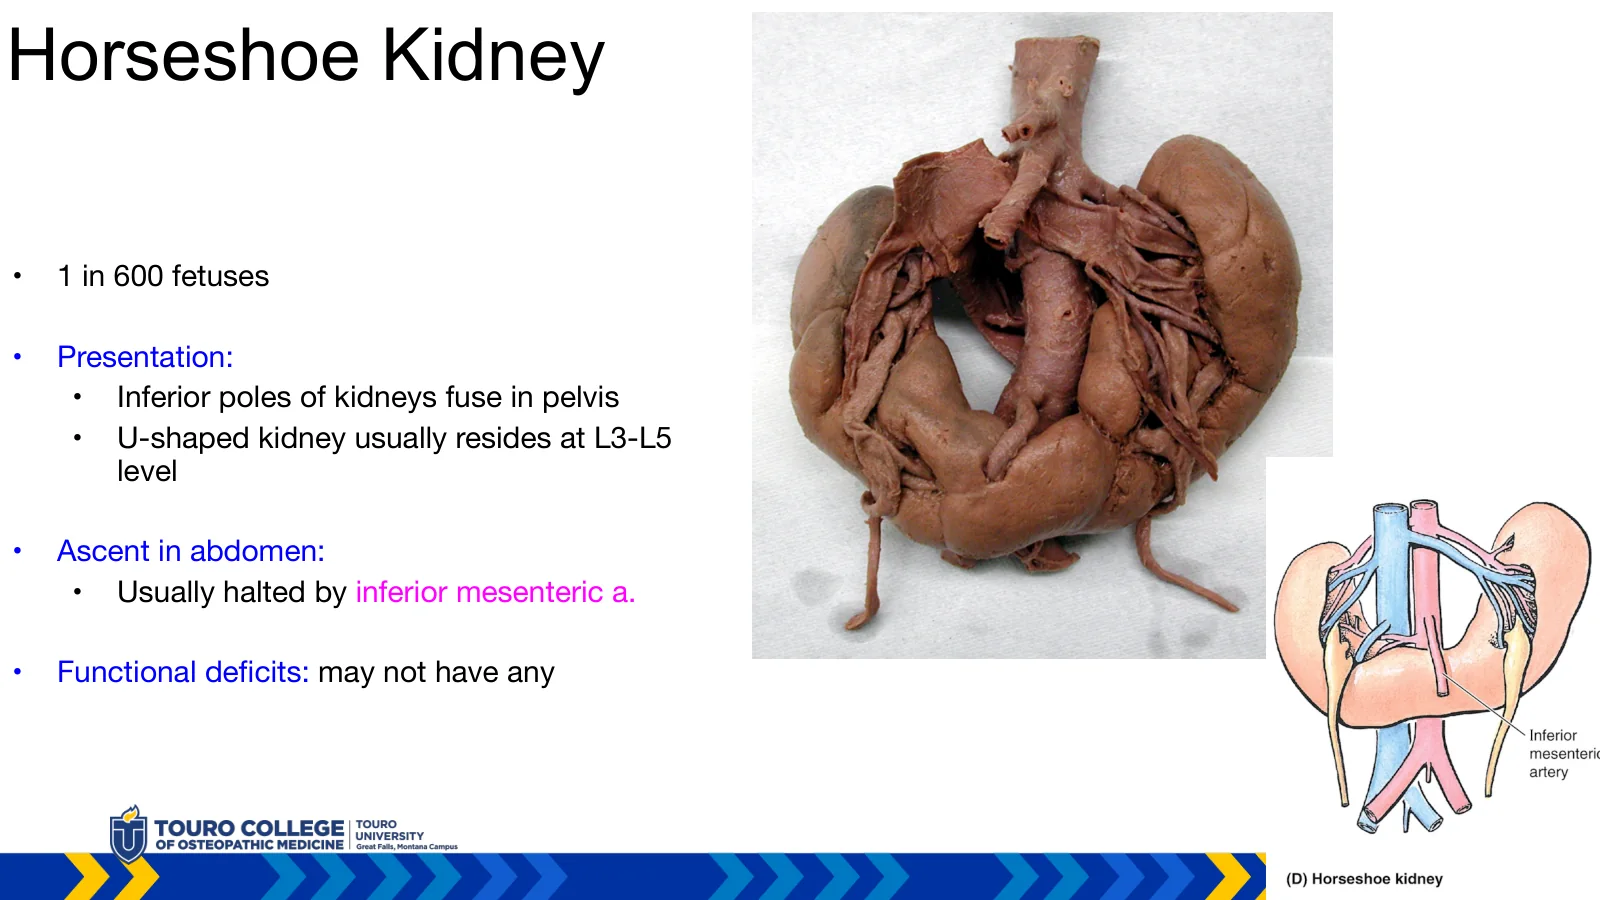 Horseshoe Kidney
• 1 in 600 fetuses
• Presentation:
• Inferior poles of kidneys fuse in pelvis
• U-shaped kidney usually resides at L3-L5
level
• Ascent in abdomen:
• Usually halted by inferior mesenteric a.
• Functional deficits: may not have any
Inferior
mesenteric
artery
(D) Horseshoe kidney
TOURO COLLEGE
OF OSTEOPATHIC MEDICINE
TOURO
UNIVERSITY
Great Falls, Montana Campus